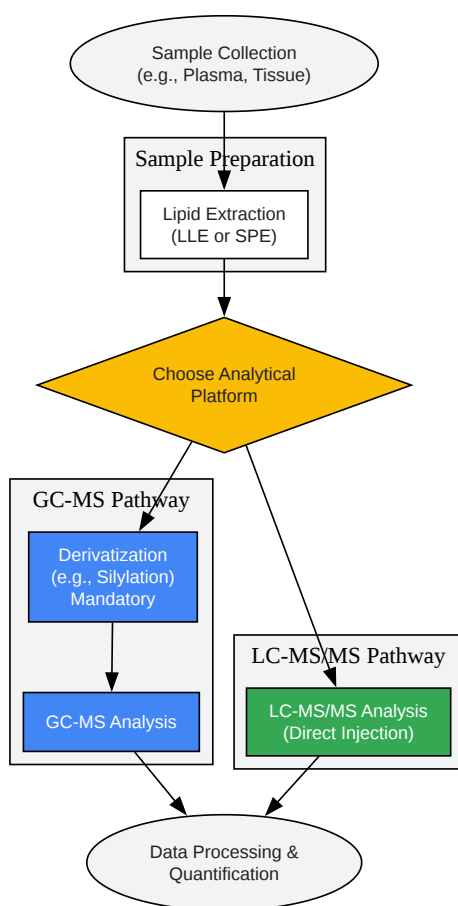 Sample Collection
(e.g., Plasma, Tissue)
Sample Preparation
Lipid Extraction
(LLE or SPE)
Choose Analytical
Platform
GC-MS Pathway
Derivatization
(e.g., Silylation)
Mandatory
GC-MS Analysis
LC-MS/MS Pathway
LC-MS/MS Analysis
(Direct Injection)
Data Processing &
Quantification